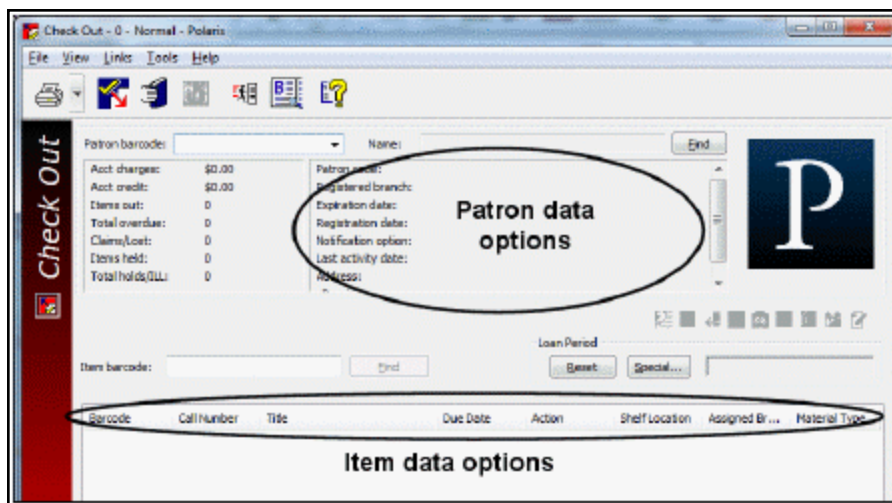 Check Out - 0 - Normal - Polaris
File View Links Tools Help
Check Out
Patron barcode: Name: Find
Acct charges: $0.00 Patron code:
Acct credit: $0.00 Registered branch:
Items out: 0 Expiration date:
Total overdue: 0 Registration date:
Claims/Lost: 0 Notification option:
Items held: 0 Last activity date:
Total holds/ILL: 0 Address:
Patron data
options
P
Loan Period
Item barcode: Find Reset Special...
Barcode Call Number Title Due Date Action Shelf Location Assigned Br... Material Type
Item data options